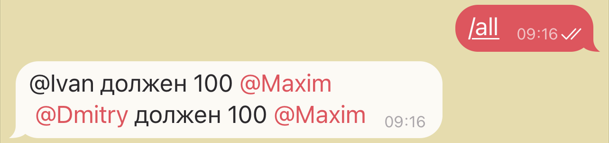 /all 09:16
@Ivan должен 100 @Maxim
@Dmitry должен 100 @Maxim 09:16